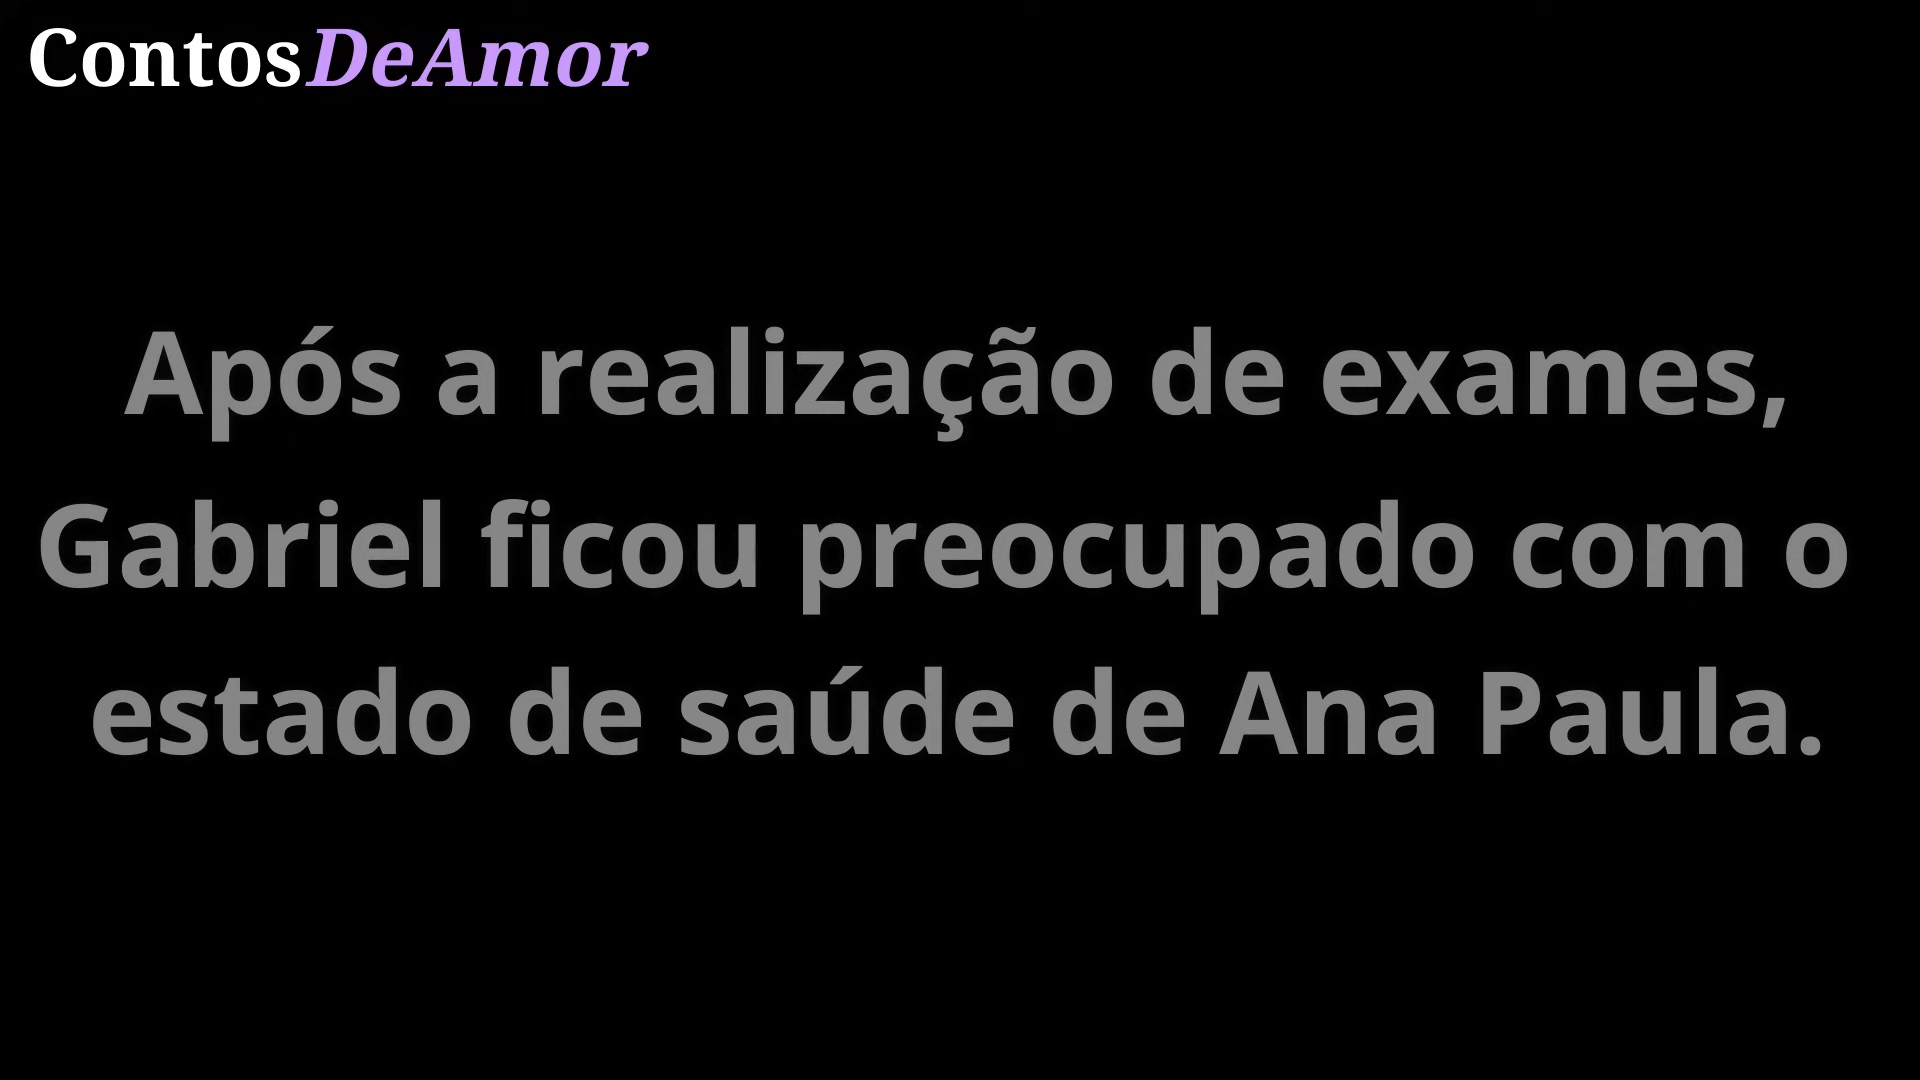 ContosDeAmor
Após a realização de exames,
Gabriel ficou preocupado com o
estado de saúde de Ana Paula.